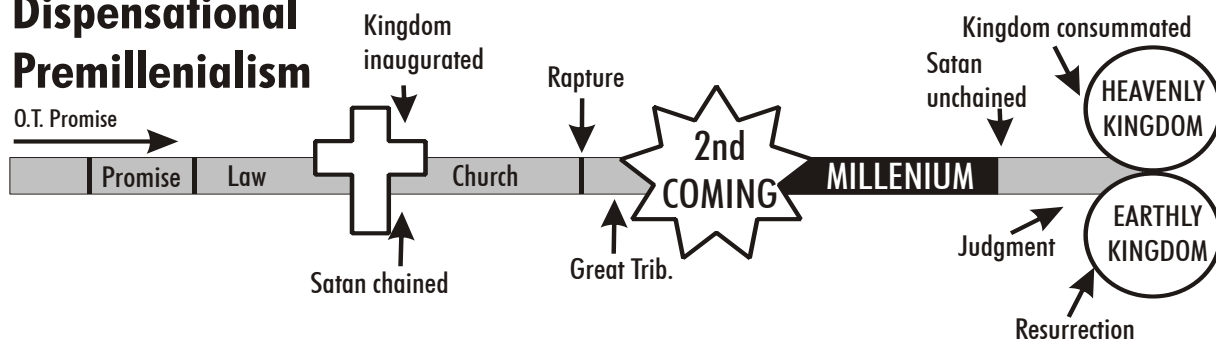 Dispensational
Premillenialism
O.T. Promise
Promise
Law
Kingdom
inaugurated
Satan chained
Church
Rapture
Great Trib.
2nd
COMING
MILLENIUM
Satan
unchained
Kingdom consummated
HEAVENLY
KINGDOM
Judgment
EARTHLY
KINGDOM
Resurrection